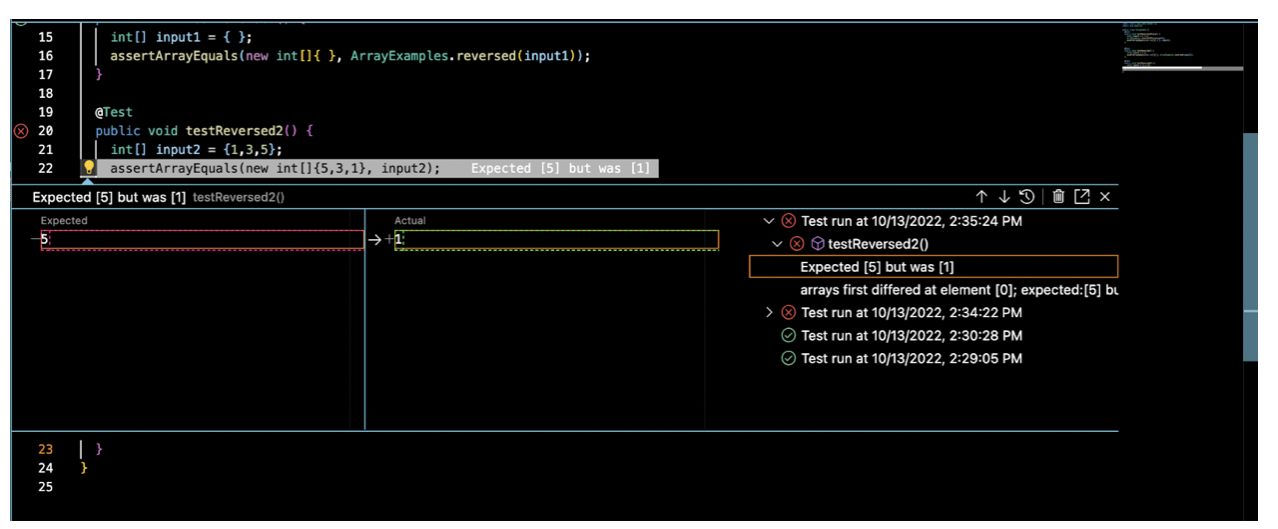 15 int[] input1 = { };
16 assertArrayEquals(new int[]{ }, ArrayExamples.reversed(input1));
17 }
18
19 @Test
20 public void testReversed2() {
21 int[] input2 = {1,3,5};
22 assertArrayEquals(new int[]{5,3,1}, input2); Expected [5] but was [1]
Expected [5] but was [1] testReversed2()
Expected Actual
−5 → +1
Test run at 10/13/2022, 2:35:24 PM
testReversed2()
Expected [5] but was [1]
arrays first differed at element [0]; expected:[5] bu
Test run at 10/13/2022, 2:34:22 PM
Test run at 10/13/2022, 2:30:28 PM
Test run at 10/13/2022, 2:29:05 PM
23 }
24 }
25